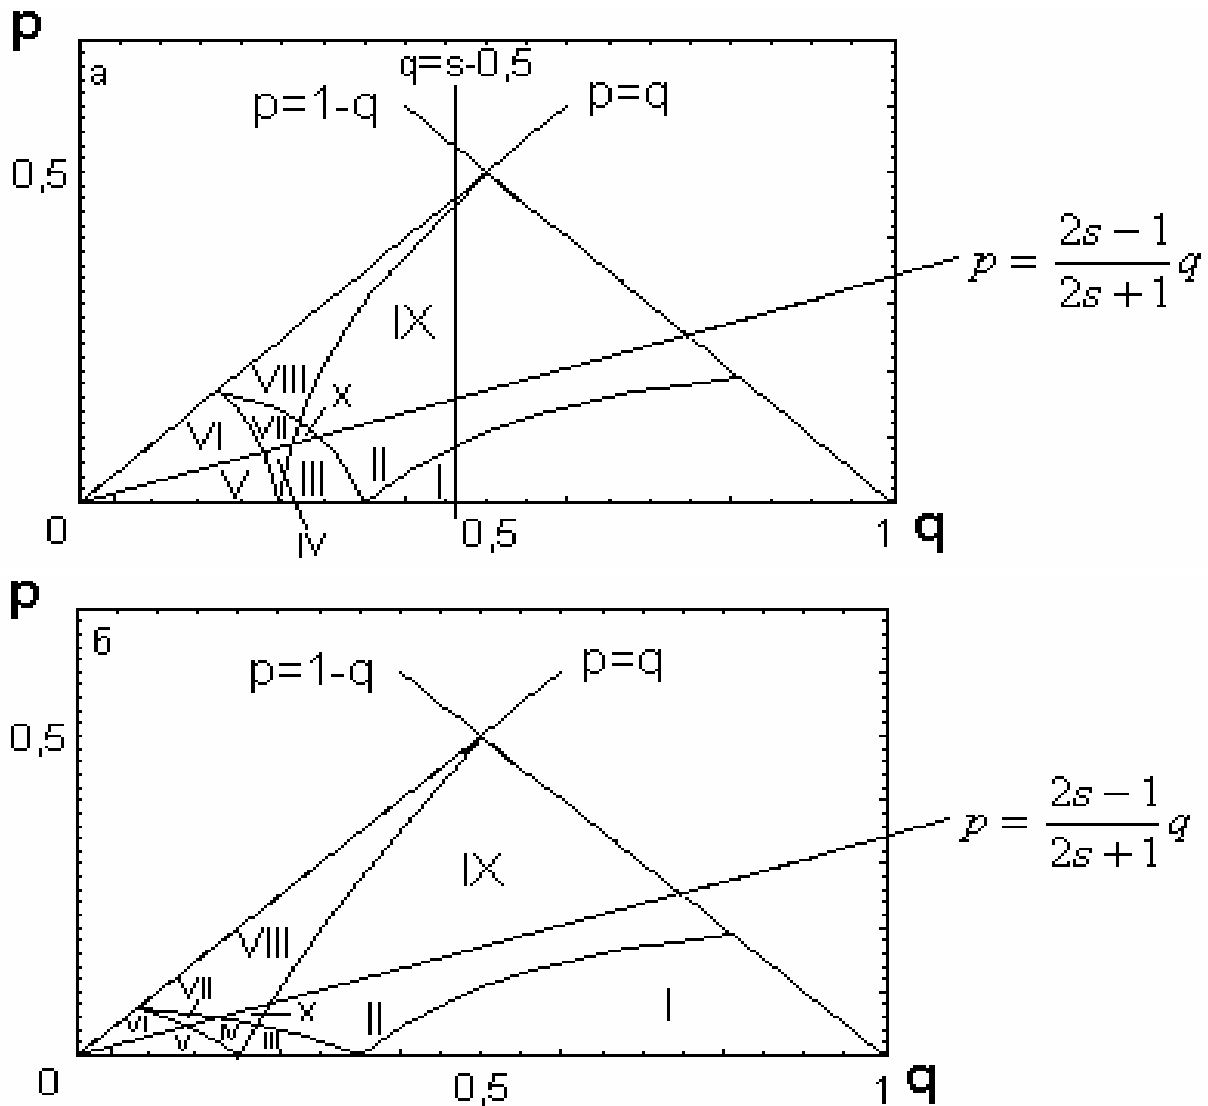 p
a
q=s-0,5
p=1-q
p=q
0,5
p = \frac{2s-1}{2s+1} q
IX
VIII
X
VII
VI
V
III
II
I
IV
0
0,5
1
q
p
б
p=1-q
p=q
0,5
p = \frac{2s-1}{2s+1} q
IX
VIII
VII
X
VI
V
IV
III
II
I
0
0,5
1
q